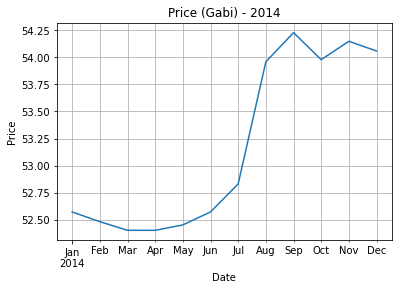 Price (Gabi) - 2014
54.25
54.00
53.75
53.50
53.25
53.00
52.75
52.50
Price
Jan Feb Mar Apr May Jun Jul Aug Sep Oct Nov Dec
2014
Date